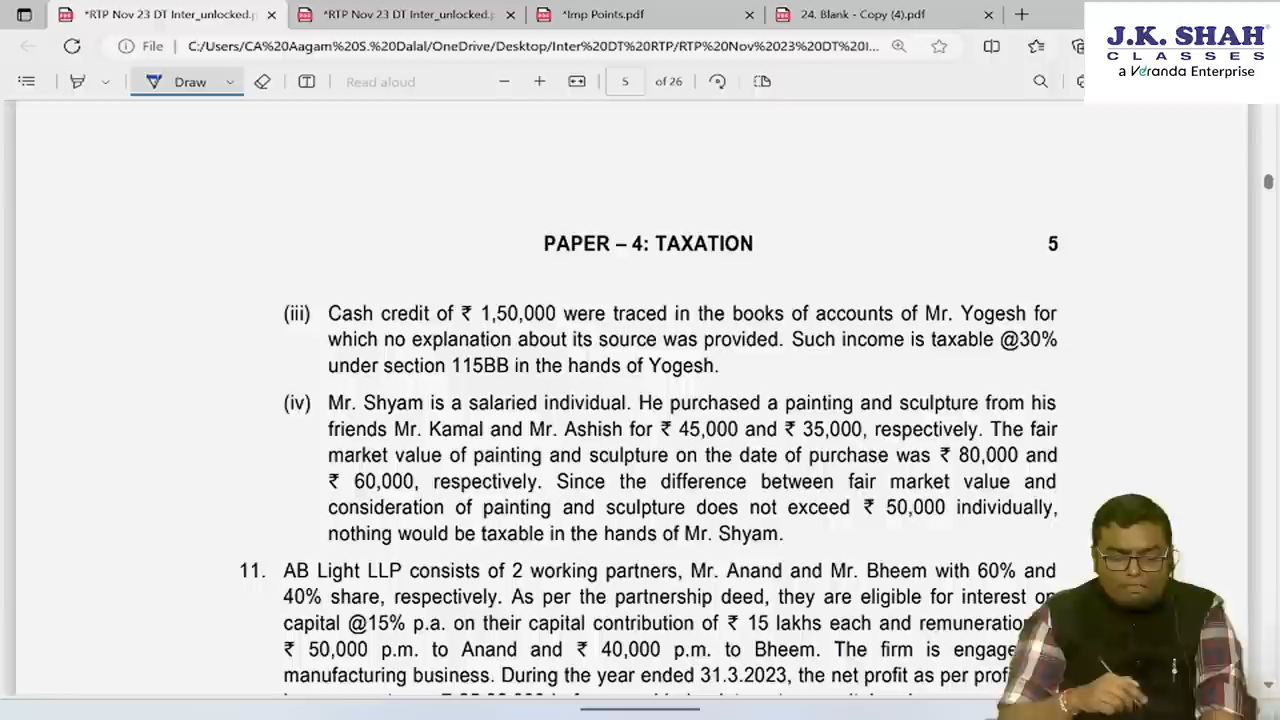 *RTP Nov 23 DT Inter_unlocked.p
*RTP Nov 23 DT Inter_unlocked.p
*Imp Points.pdf
24. Blank - Copy (4).pdf
File
C:/Users/CA%20Aagam%20S.%20Dalal/OneDrive/Desktop/Inter%20DT%20RTP/RTP%20Nov%202023%20DT%20I...
J.K. SHAH
CLASSES
a Veranda Enterprise
Draw
Read aloud
5
of 26
PAPER – 4: TAXATION
5
(iii) Cash credit of ₹ 1,50,000 were traced in the books of accounts of Mr. Yogesh for
which no explanation about its source was provided. Such income is taxable @30%
under section 115BB in the hands of Yogesh.
(iv) Mr. Shyam is a salaried individual. He purchased a painting and sculpture from his
friends Mr. Kamal and Mr. Ashish for ₹ 45,000 and ₹ 35,000, respectively. The fair
market value of painting and sculpture on the date of purchase was ₹ 80,000 and
₹ 60,000, respectively. Since the difference between fair market value and
consideration of painting and sculpture does not exceed ₹ 50,000 individually,
nothing would be taxable in the hands of Mr. Shyam.
11. AB Light LLP consists of 2 working partners, Mr. Anand and Mr. Bheem with 60% and
40% share, respectively. As per the partnership deed, they are eligible for interest on
capital @15% p.a. on their capital contribution of ₹ 15 lakhs each and remuneration
₹ 50,000 p.m. to Anand and ₹ 40,000 p.m. to Bheem. The firm is engage
manufacturing business. During the year ended 31.3.2023, the net profit as per prof